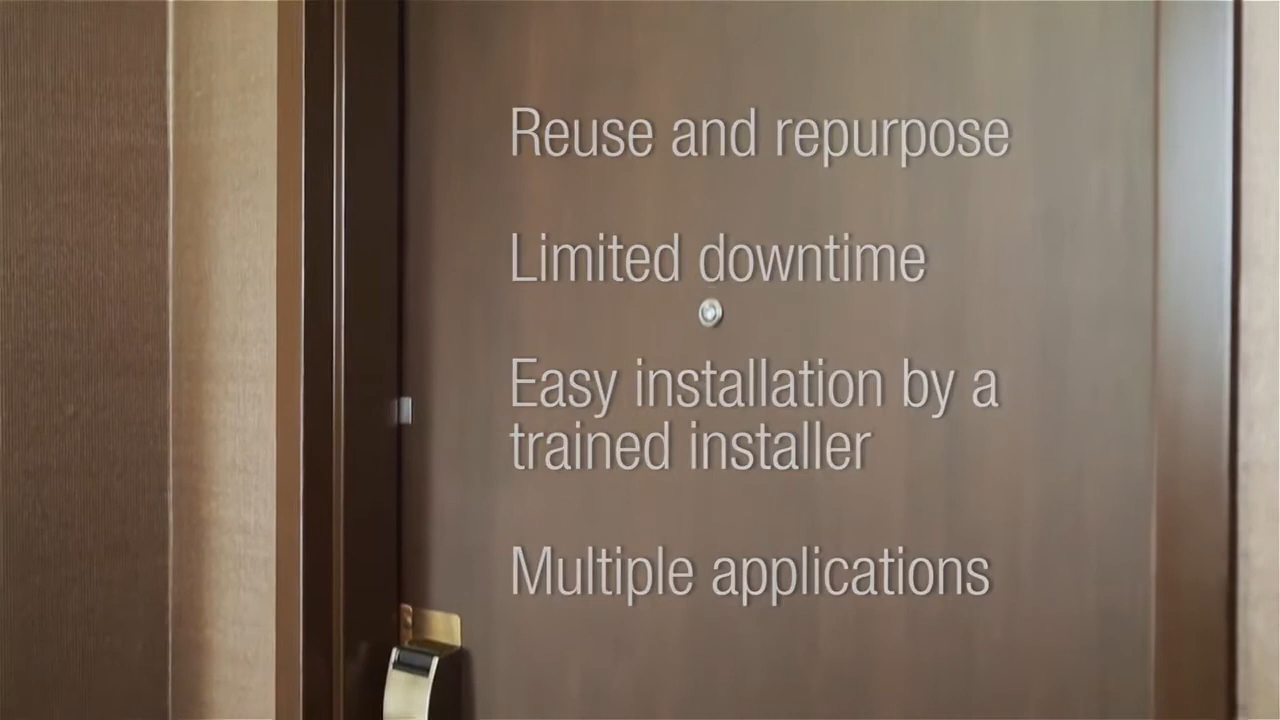 Reuse and repurpose
Limited downtime
Easy installation by a
trained installer
Multiple applications